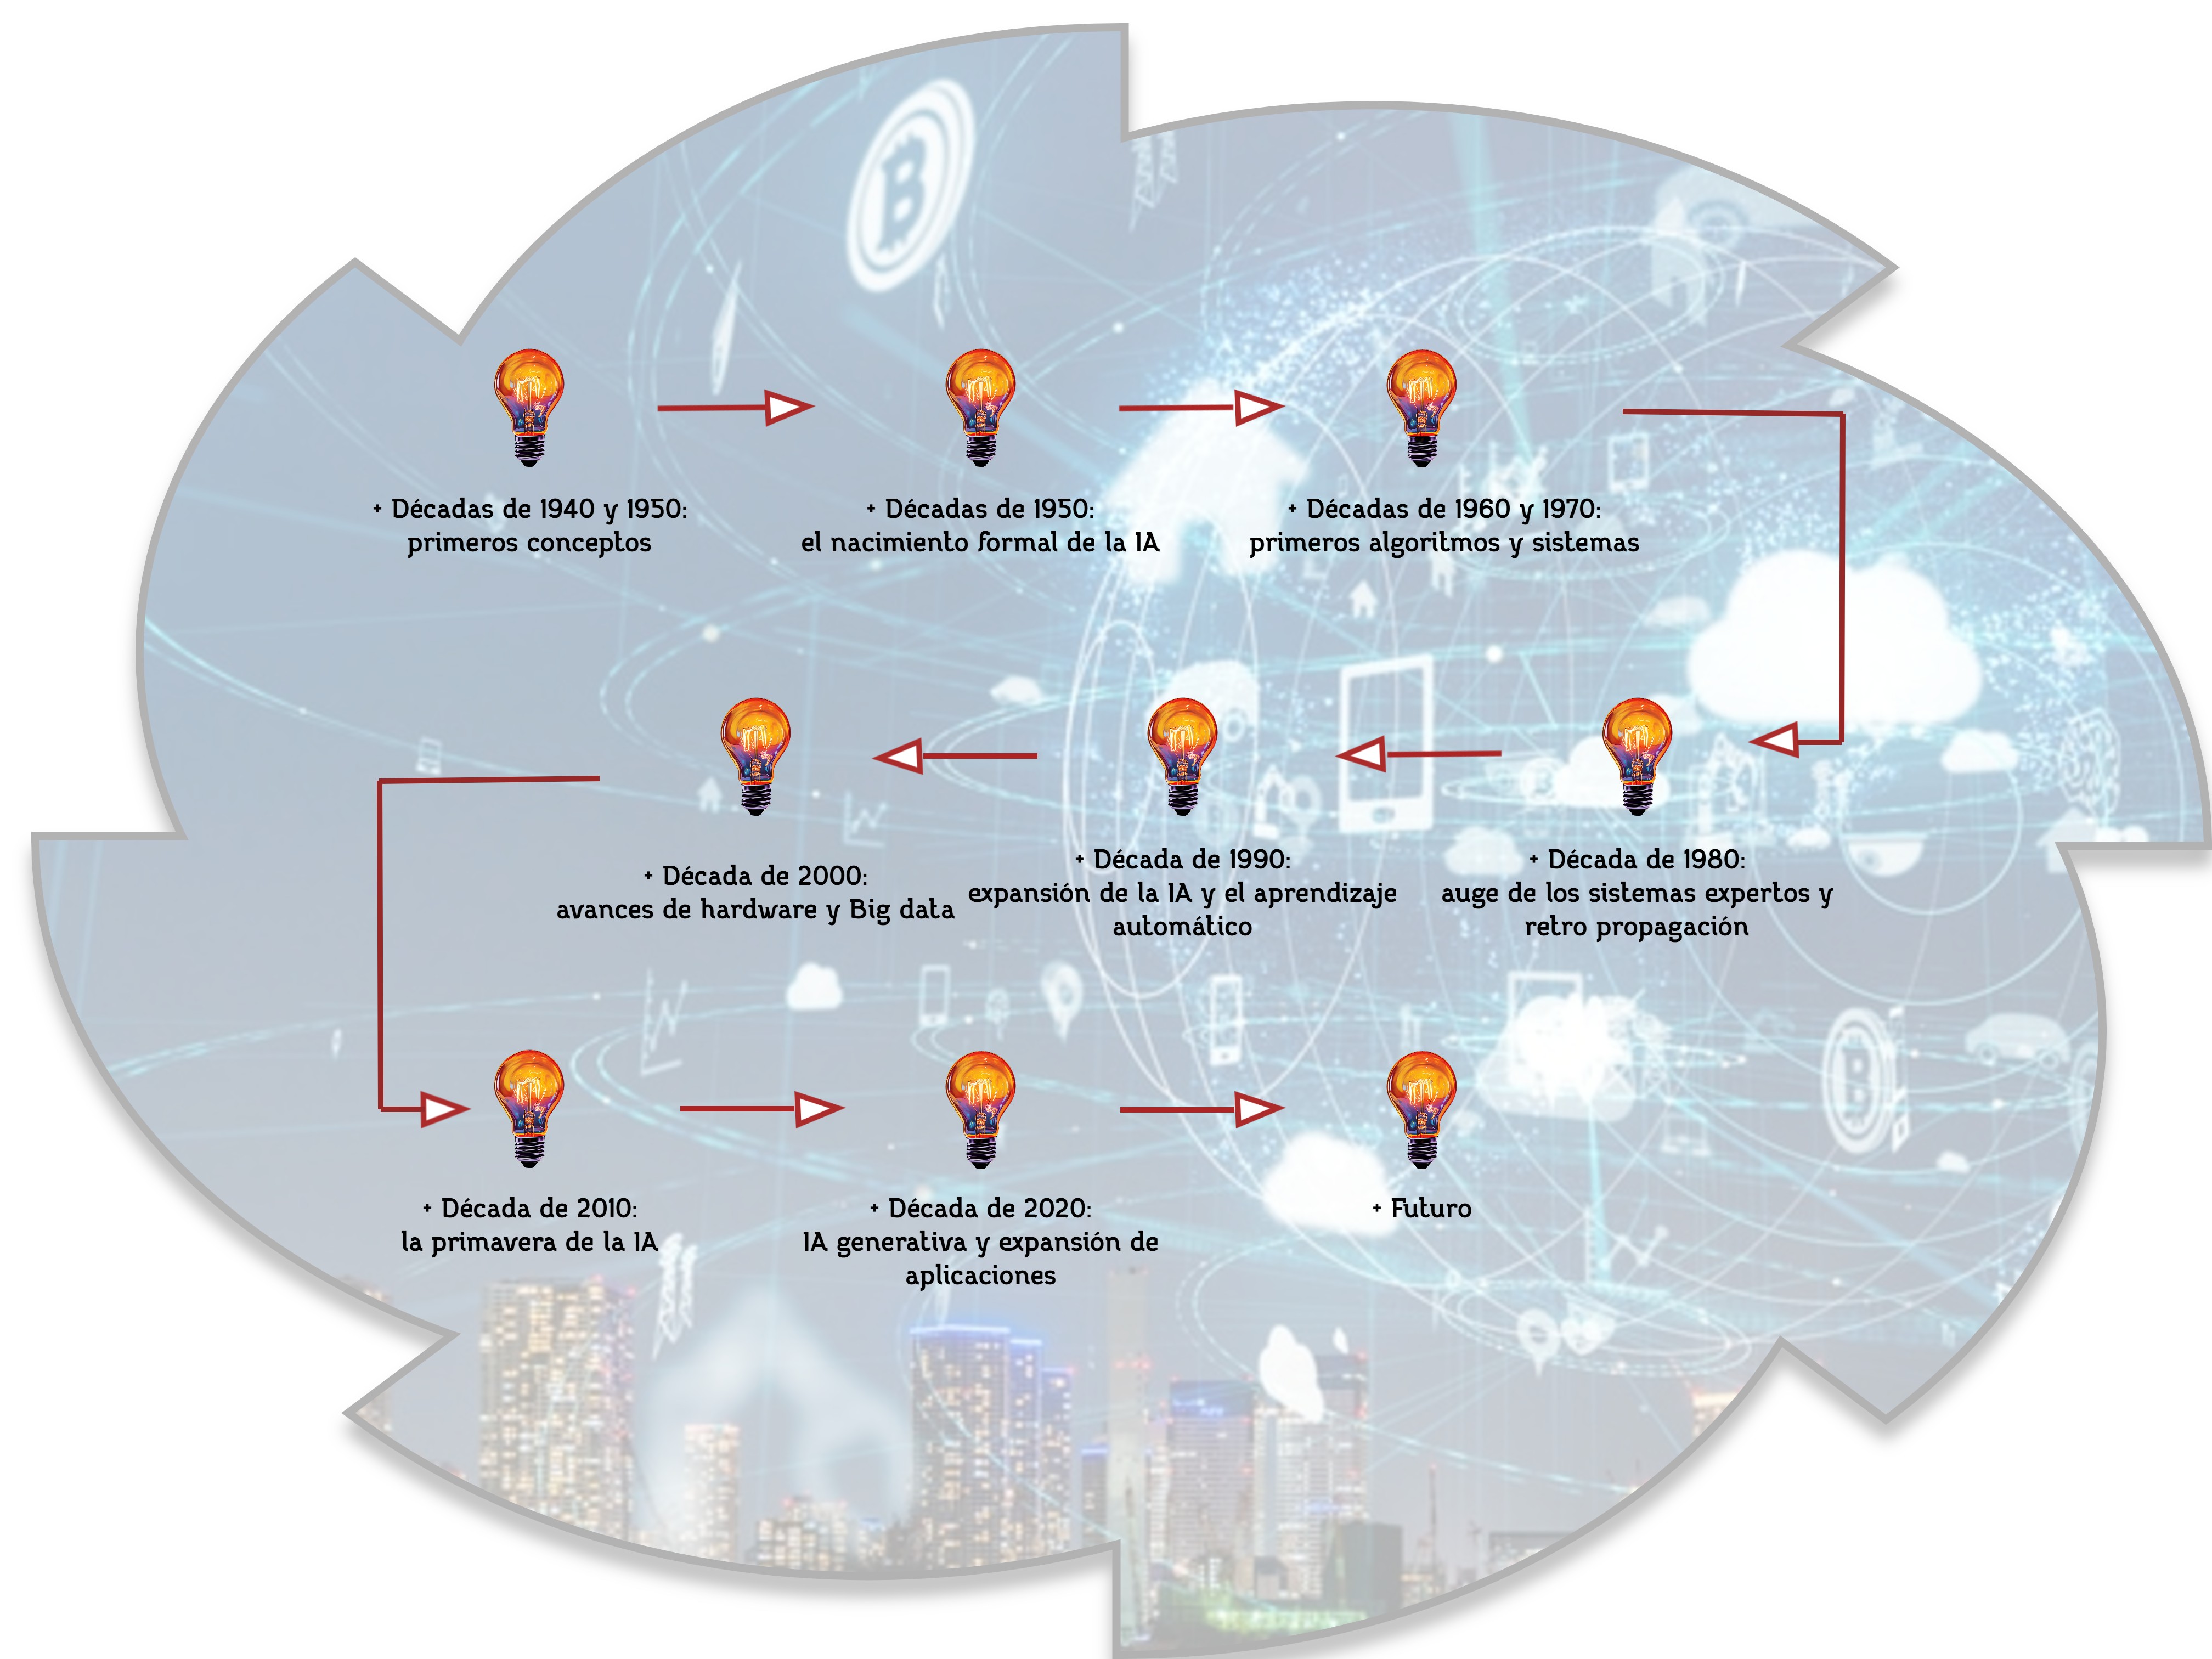 + Décadas de 1940 y 1950:
primeros conceptos
+ Décadas de 1950:
el nacimiento formal de la IA
+ Décadas de 1960 y 1970:
primeros algoritmos y sistemas
+ Década de 1980:
auge de los sistemas expertos y
retro propagación
+ Década de 1990:
expansión de la IA y el aprendizaje
automático
+ Década de 2000:
avances de hardware y Big data
+ Década de 2010:
la primavera de la IA
+ Década de 2020:
IA generativa y expansión de
aplicaciones
+ Futuro